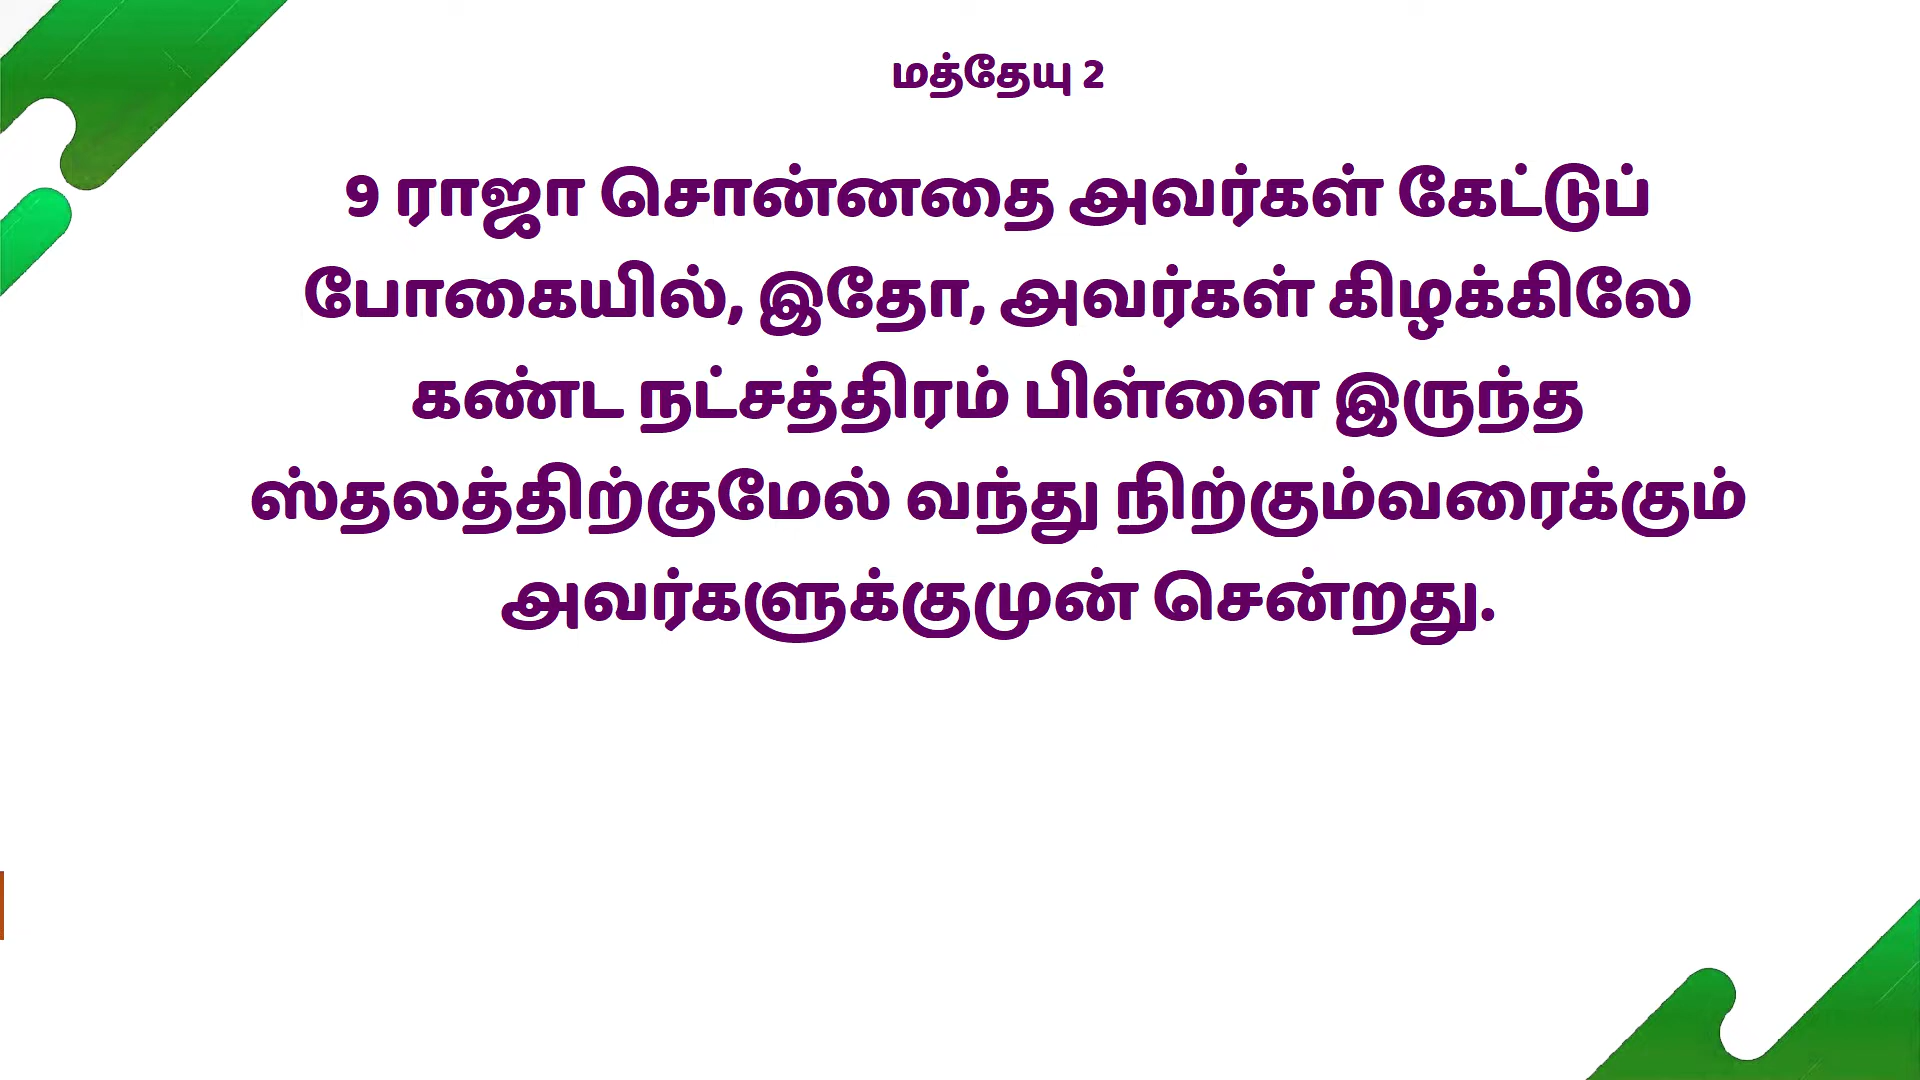 மத்தேயு 2
9 ராஜா சொன்னதை அவர்கள் கேட்டுப்
போகையில், இதோ, அவர்கள் கிழக்கிலே
கண்ட நட்சத்திரம் பிள்ளை இருந்த
ஸ்தலத்திற்குமேல் வந்து நிற்கும்வரைக்கும்
அவர்களுக்குமுன் சென்றது.